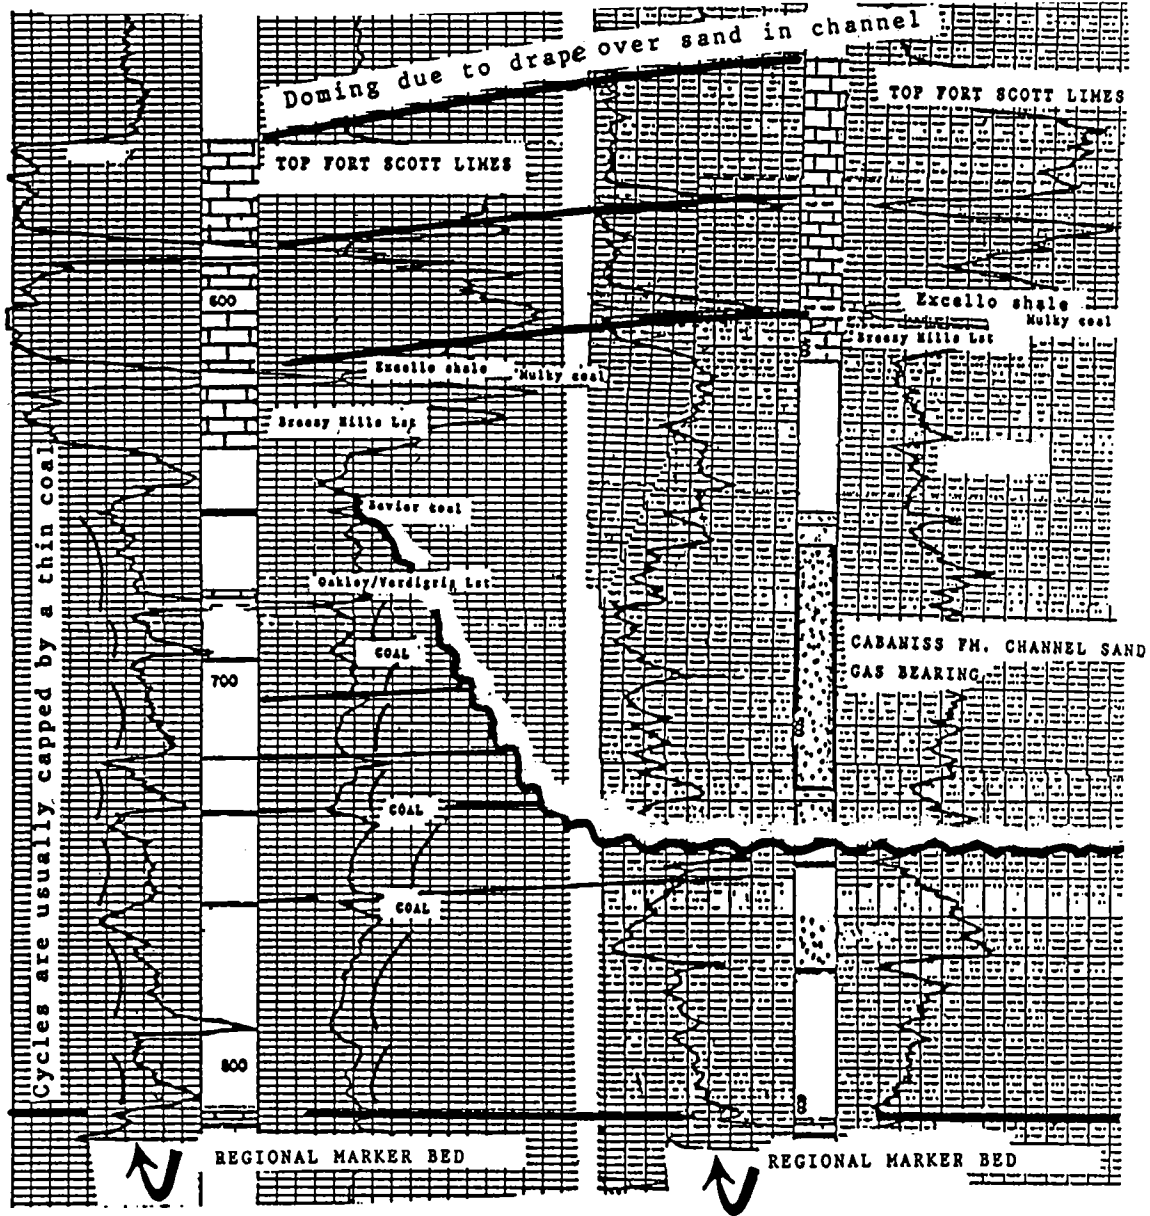 Doming due to drape over sand in channel
TOP FORT SCOTT LIMES
TOP FORT SCOTT LIMES
600
Excello shale
Mulky coal
Breezy Hills Lst
Excello shale
Mulky coal
Breezy Hills Lst
Bevier coal
Oakley/Verdigris Lst
COAL
700
CABANISS FM. CHANNEL SAND
GAS BEARING
COAL
COAL
800
Cycles are usually capped by a thin coal
REGIONAL MARKER BED
REGIONAL MARKER BED